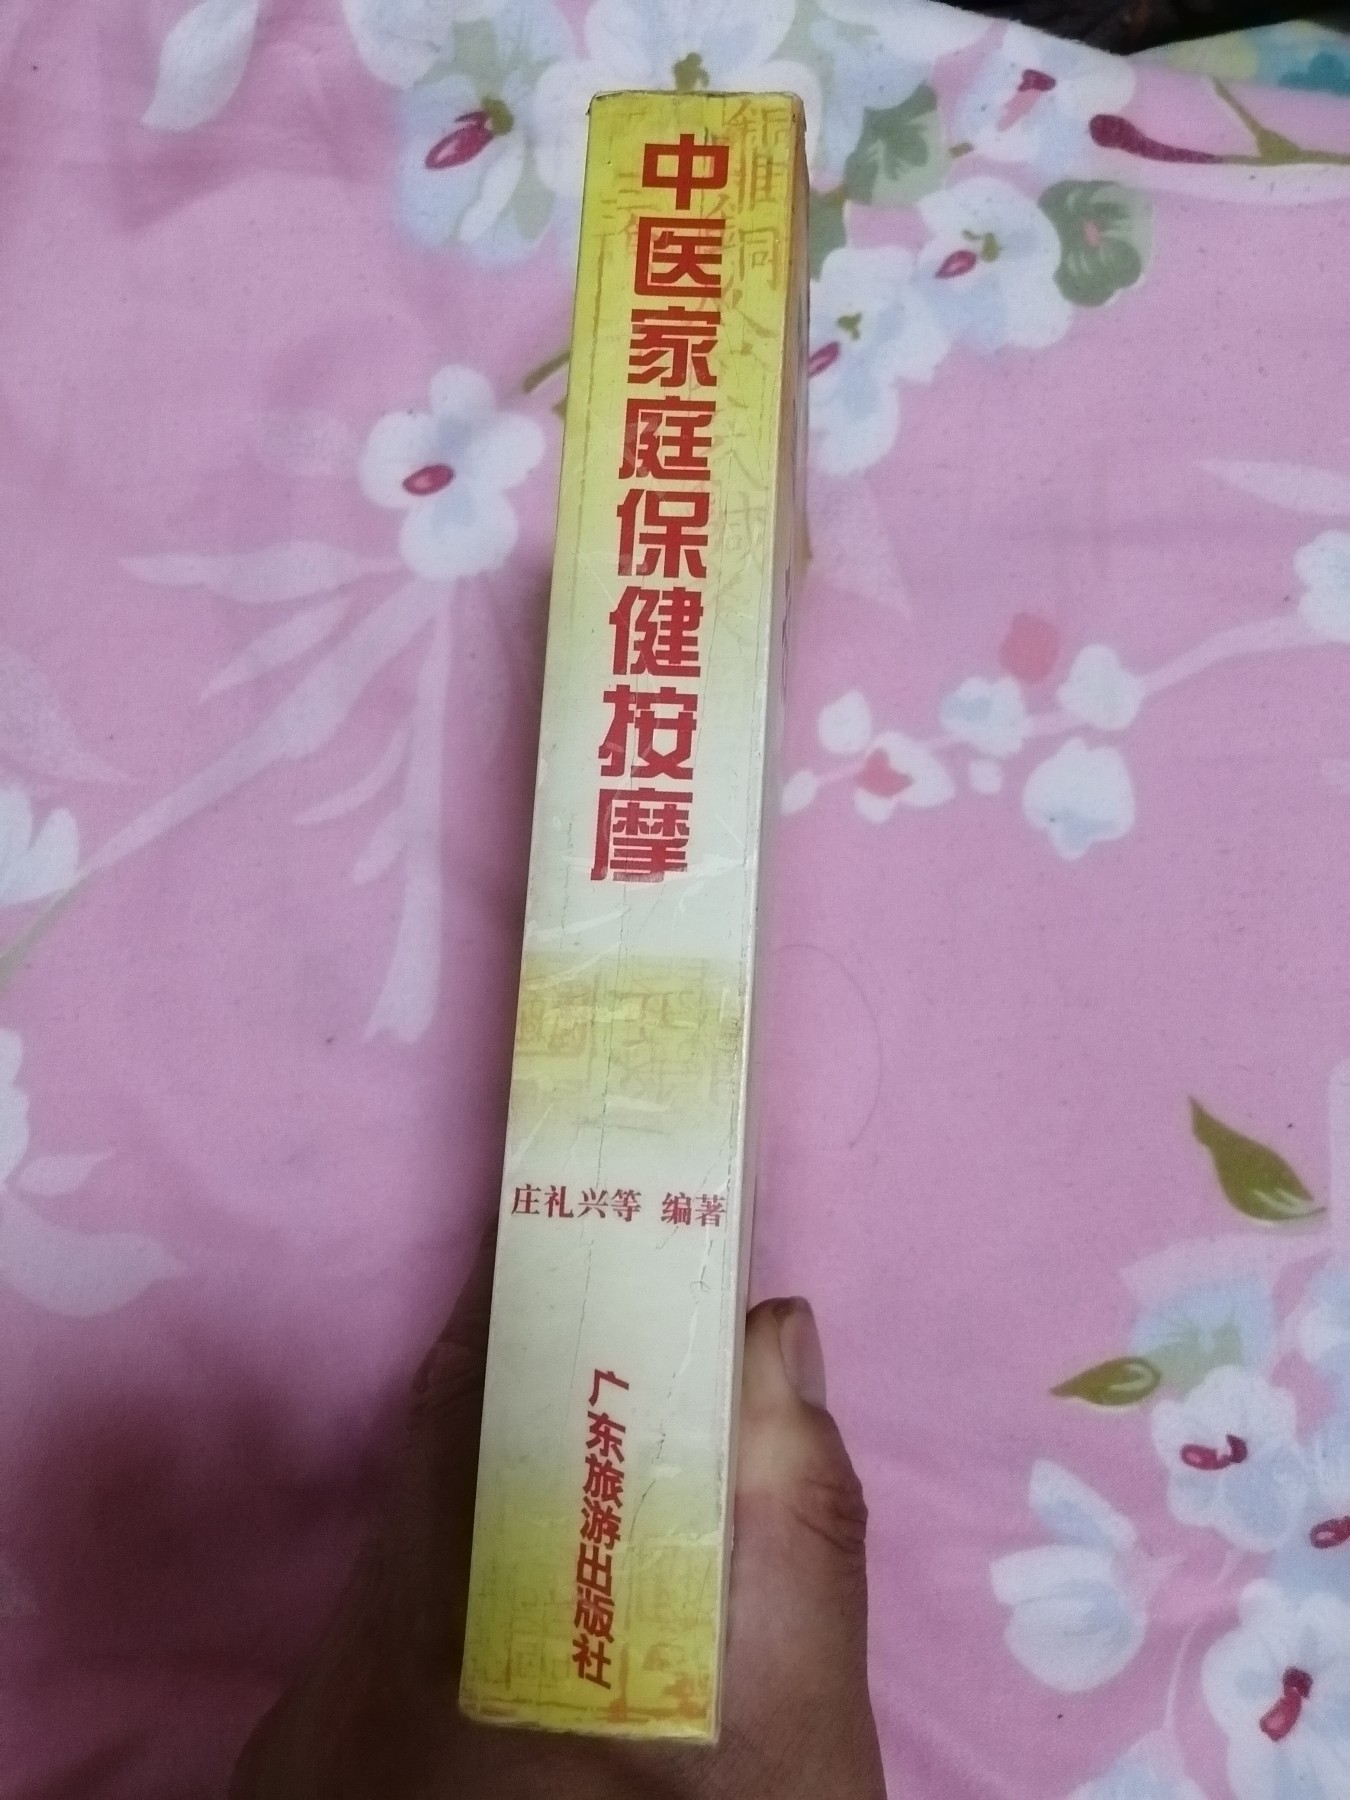 中医家庭保健按摩
庄礼兴等 编著
广东旅游出版社